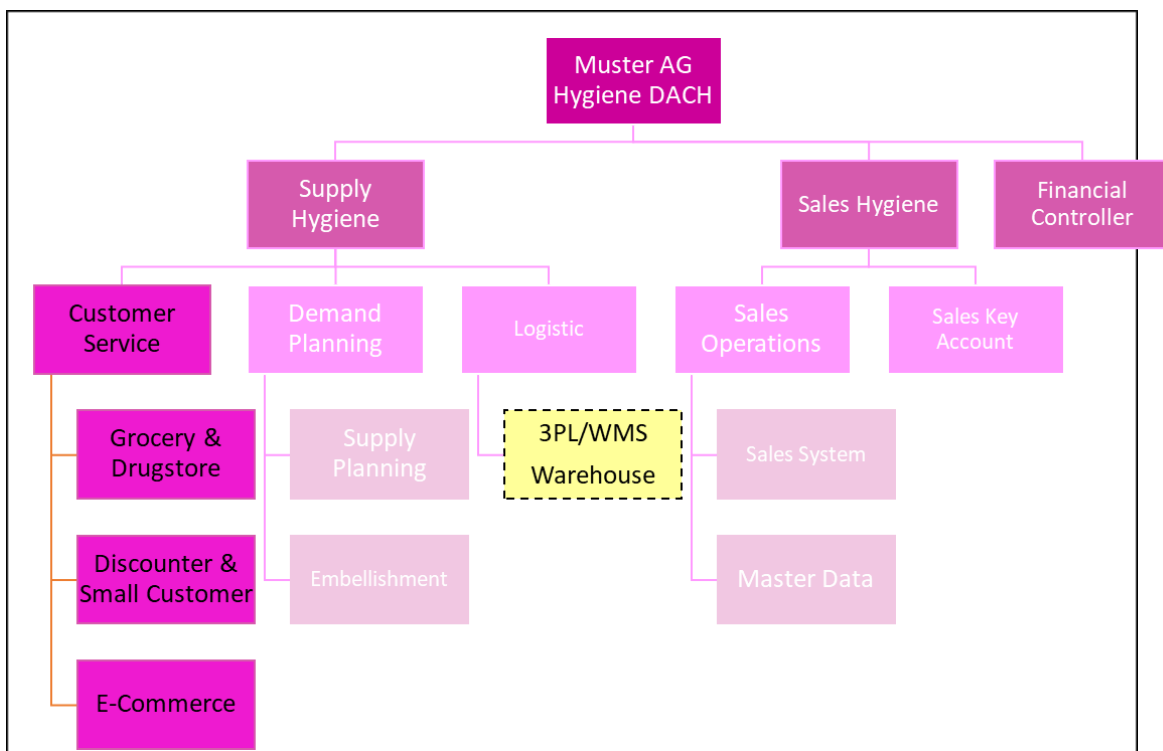 Muster AG
Hygiene DACH
Supply
Hygiene
Sales Hygiene
Financial
Controller
Customer
Service
Demand
Planning
Logistic
Sales
Operations
Sales Key
Account
Grocery &
Drugstore
Supply
Planning
3PL/WMS
Warehouse
Sales System
Discounter &
Small Customer
Embellishment
Master Data
E-Commerce